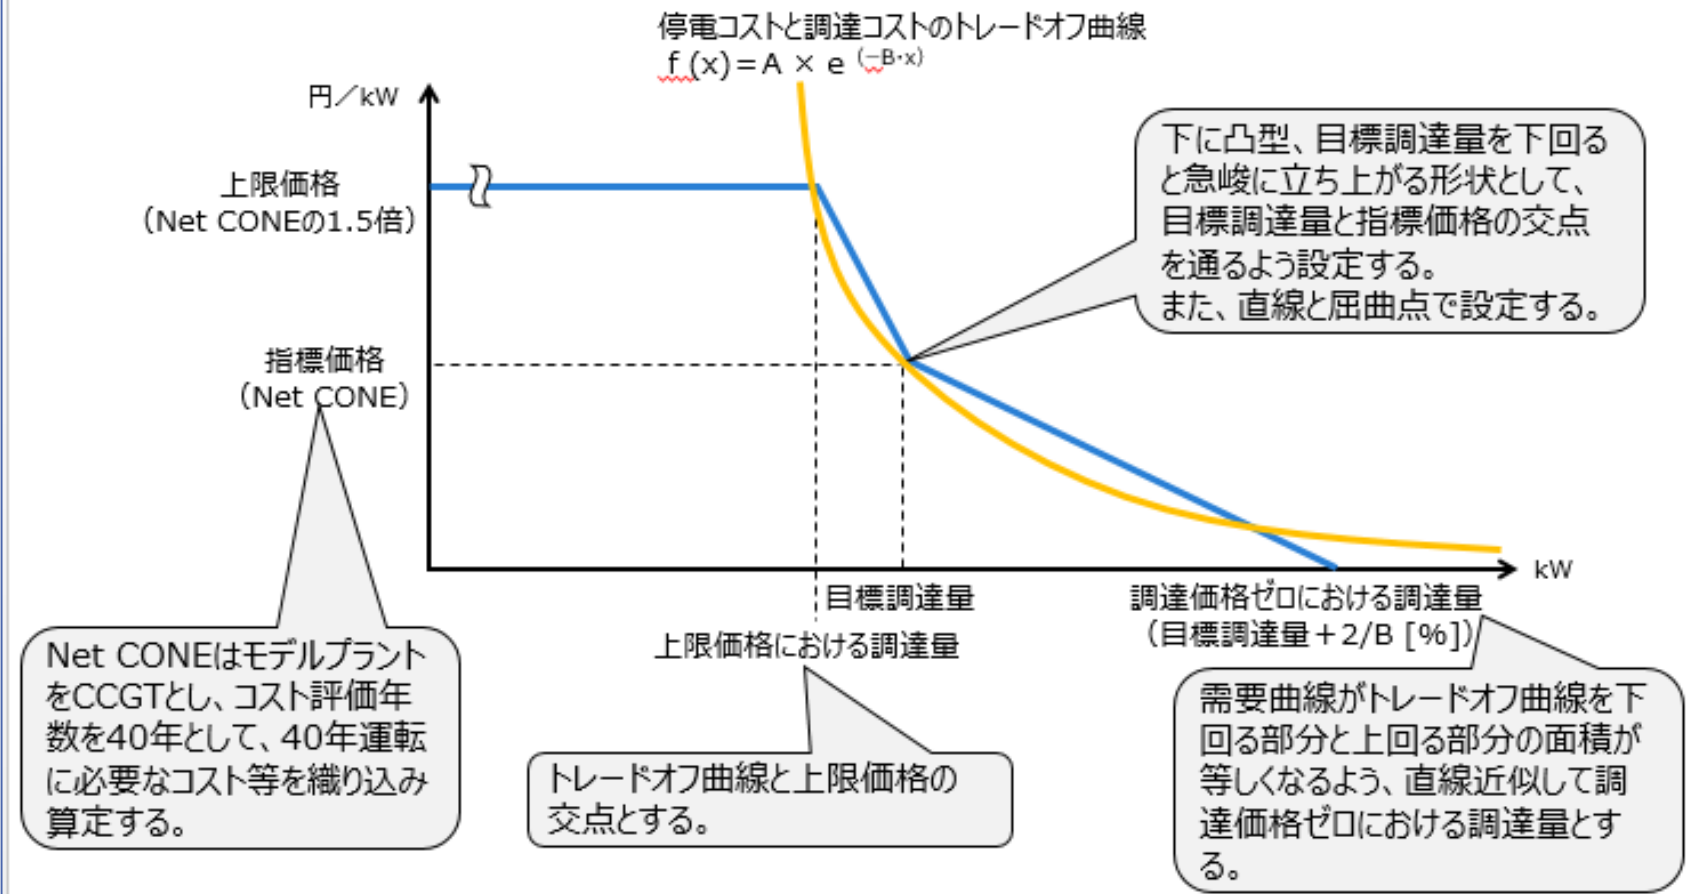 停電コストと調達コストのトレードオフ曲線
f (x)＝A × e (－B・x)
円／kW
上限価格
（Net CONEの1.5倍）
下に凸型、目標調達量を下回る
と急峻に立ち上がる形状として、
目標調達量と指標価格の交点
を通るよう設定する。
また、直線と屈曲点で設定する。
指標価格
（Net CONE）
kW
目標調達量
上限価格における調達量
調達価格ゼロにおける調達量
（目標調達量＋2/B [%]）
Net CONEはモデルプラント
をCCGTとし、コスト評価年
数を40年として、40年運転
に必要なコスト等を織り込み
算定する。
トレードオフ曲線と上限価格の
交点とする。
需要曲線がトレードオフ曲線を下
回る部分と上回る部分の面積が
等しくなるよう、直線近似して調
達価格ゼロにおける調達量とす
る。